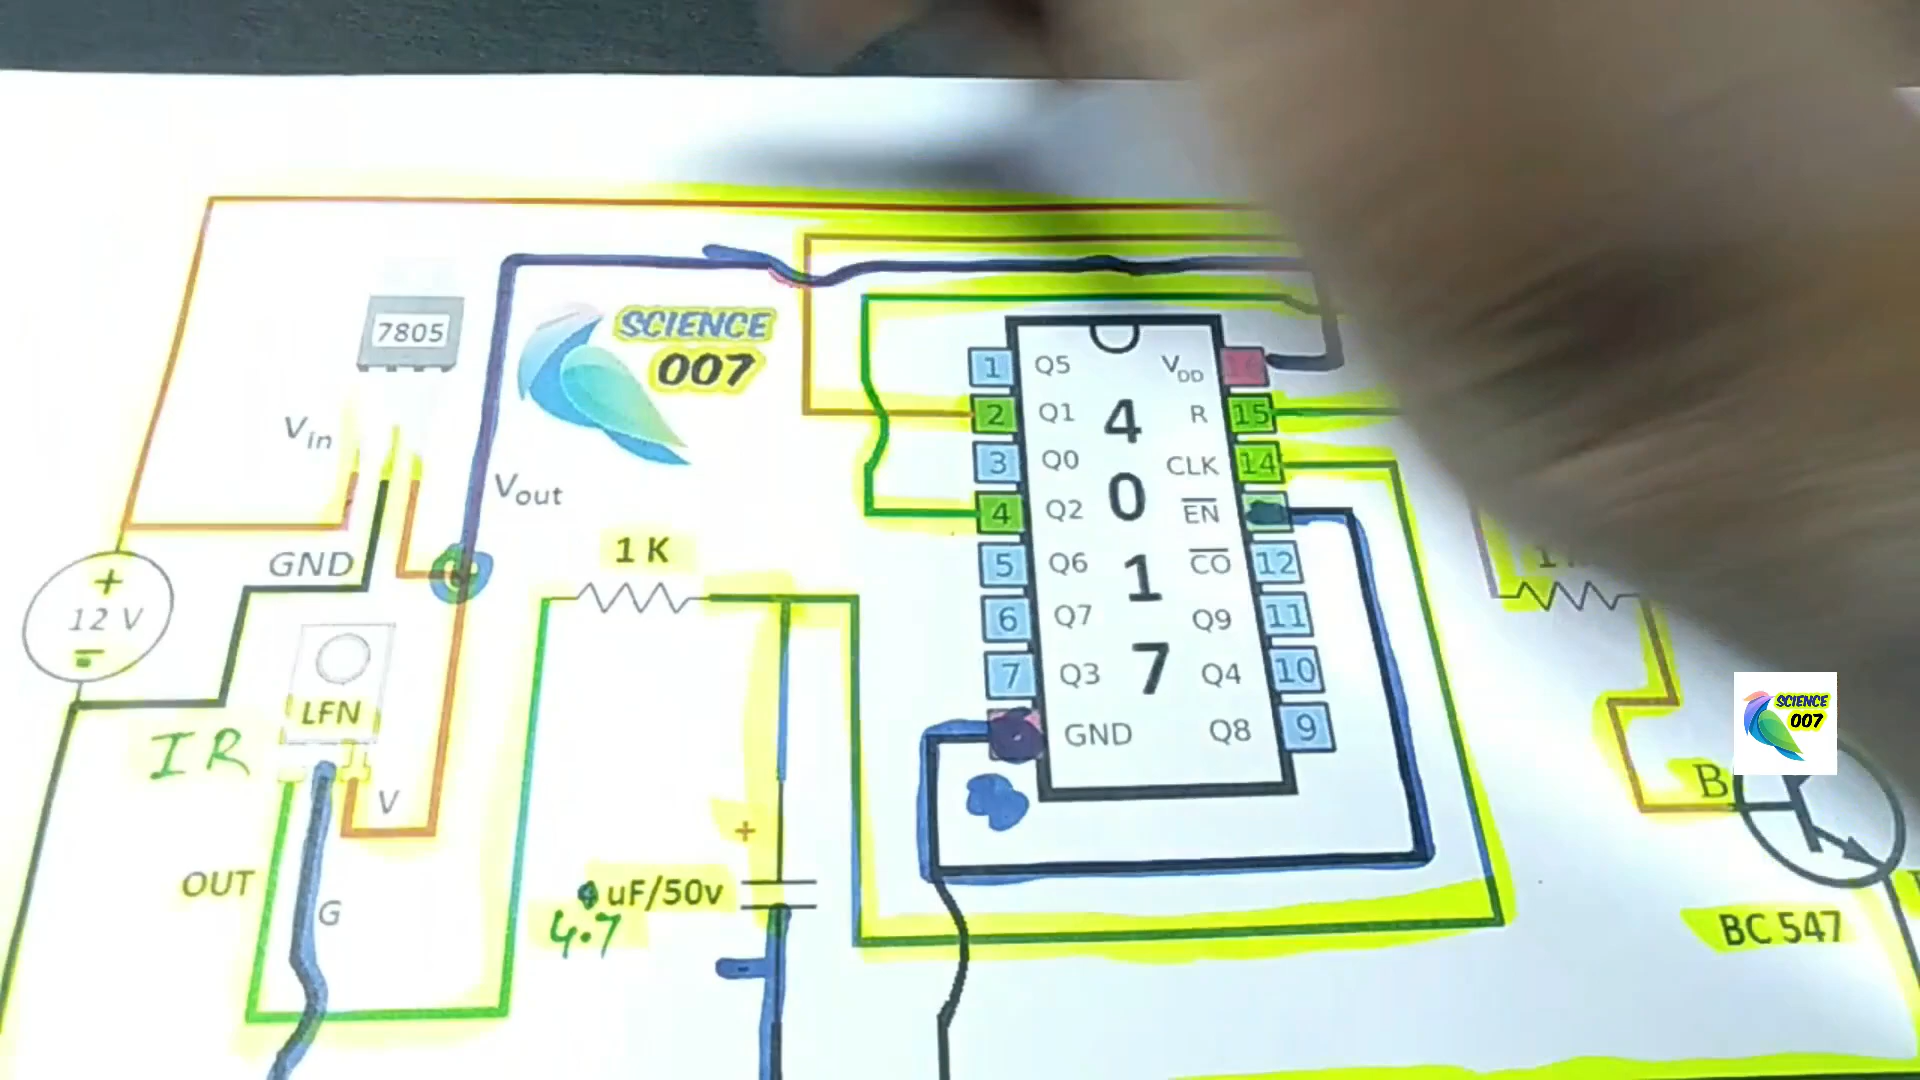 SCIENCE
007
7805
Vin
Vout
GND
+
12 V
-
1 K
LFN
IR
V
OUT
G
+
uF/50v
4.7
1 Q5
2 Q1
3 Q0
4 Q2
5 Q6
6 Q7
7 Q3
GND
4
0
1
7
VDD 16
R 15
CLK 14
EN
CO 12
Q9 11
Q4 10
Q8 9
B
BC 547
SCIENCE
007